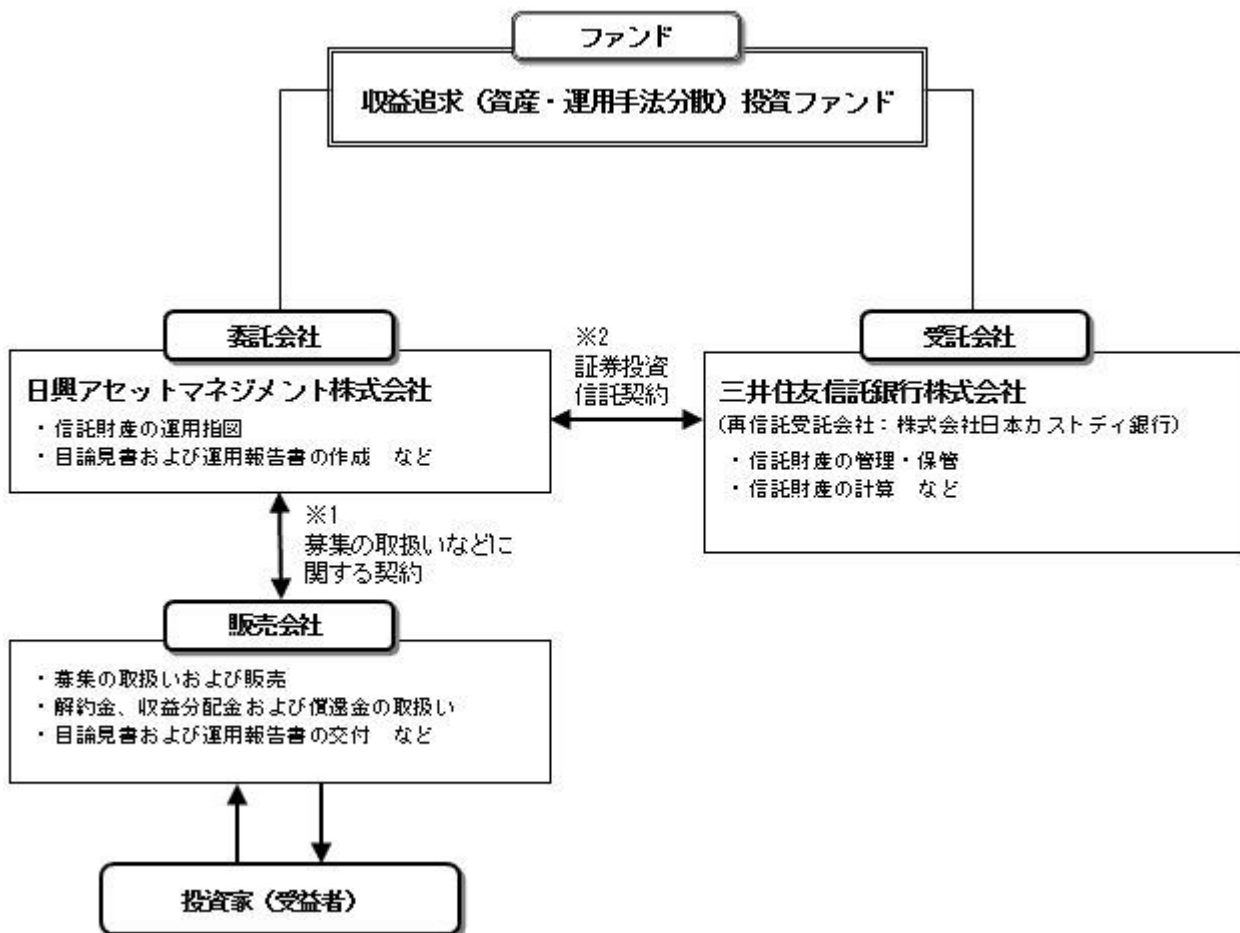 ファンド
収益追求（資産・運用手法分散）投資ファンド
委託会社
日興アセットマネジメント株式会社
・信託財産の運用指図
・目論見書および運用報告書の作成　など
※2
証券投資
信託契約
受託会社
三井住友信託銀行株式会社
（再信託受託会社：株式会社日本カストディ銀行）
・信託財産の管理・保管
・信託財産の計算　など
※1
募集の取扱いなどに
関する契約
販売会社
・募集の取扱いおよび販売
・解約金、収益分配金および償還金の取扱い
・目論見書および運用報告書の交付　など
投資家（受益者）